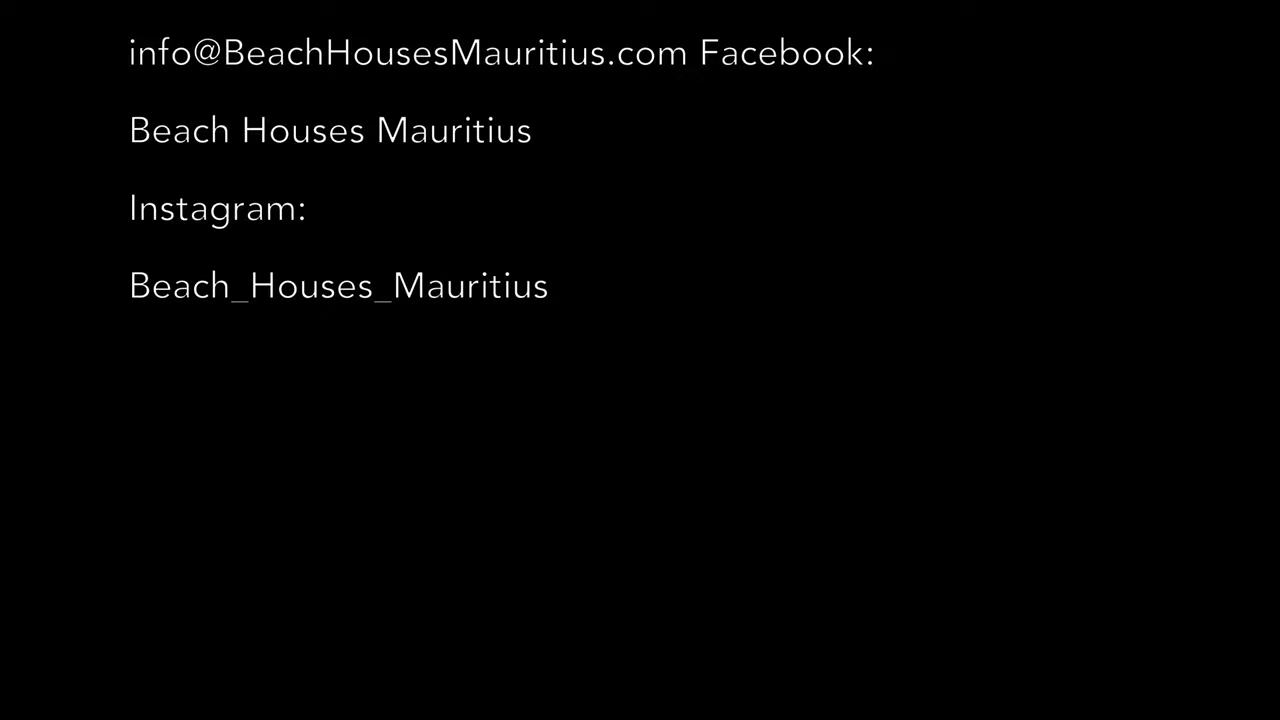 info@BeachHousesMauritius.com Facebook:
Beach Houses Mauritius
Instagram:
Beach_Houses_Mauritius